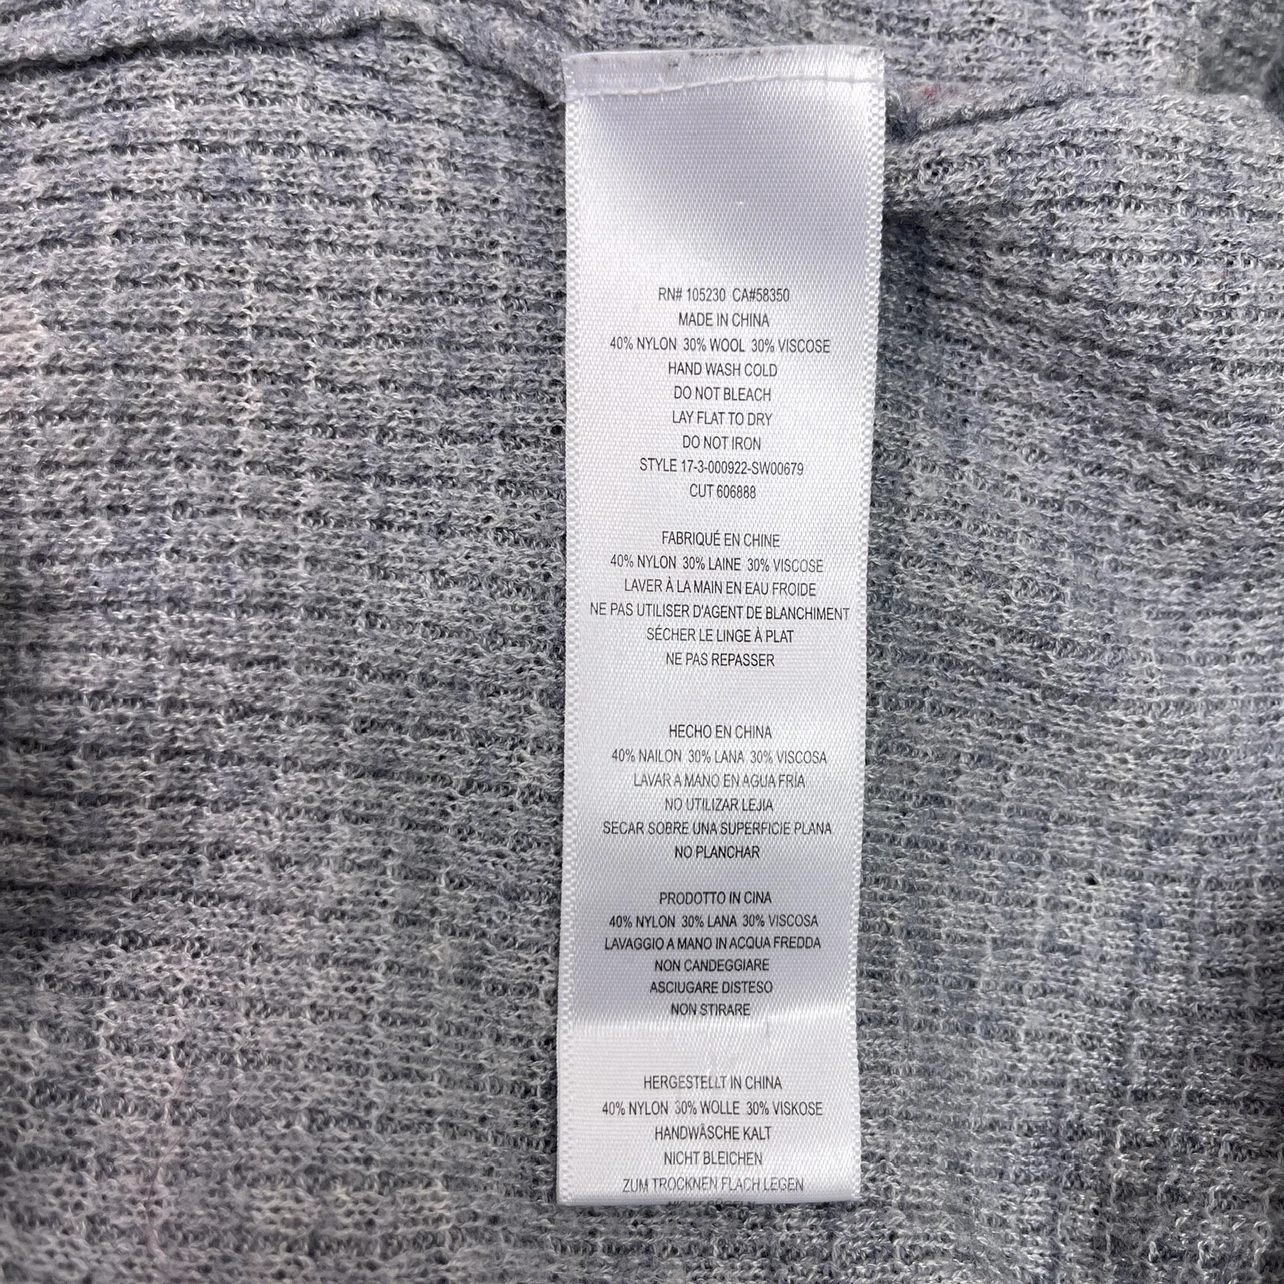 RN# 105230 CA#58350
MADE IN CHINA
40% NYLON 30% WOOL 30% VISCOSE
HAND WASH COLD
DO NOT BLEACH
LAY FLAT TO DRY
DO NOT IRON
STYLE 17-3-000922-SW00679
CUT 606888
FABRIQUÉ EN CHINE
40% NYLON 30% LAINE 30% VISCOSE
LAVER À LA MAIN EN EAU FROIDE
NE PAS UTILISER D'AGENT DE BLANCHIMENT
SÉCHER LE LINGE À PLAT
NE PAS REPASSER
HECHO EN CHINA
40% NAILON 30% LANA 30% VISCOSA
LAVAR A MANO EN AGUA FRÍA
NO UTILIZAR LEJIA
SECAR SOBRE UNA SUPERFICIE PLANA
NO PLANCHAR
PRODOTTO IN CINA
40% NYLON 30% LANA 30% VISCOSA
LAVAGGIO A MANO IN ACQUA FREDDA
NON CANDEGGIARE
ASCIUGARE DISTESO
NON STIRARE
HERGESTELLT IN CHINA
40% NYLON 30% WOLLE 30% VISKOSE
HANDWÄSCHE KALT
NICHT BLEICHEN
ZUM TROCKNEN FLACH LEGEN